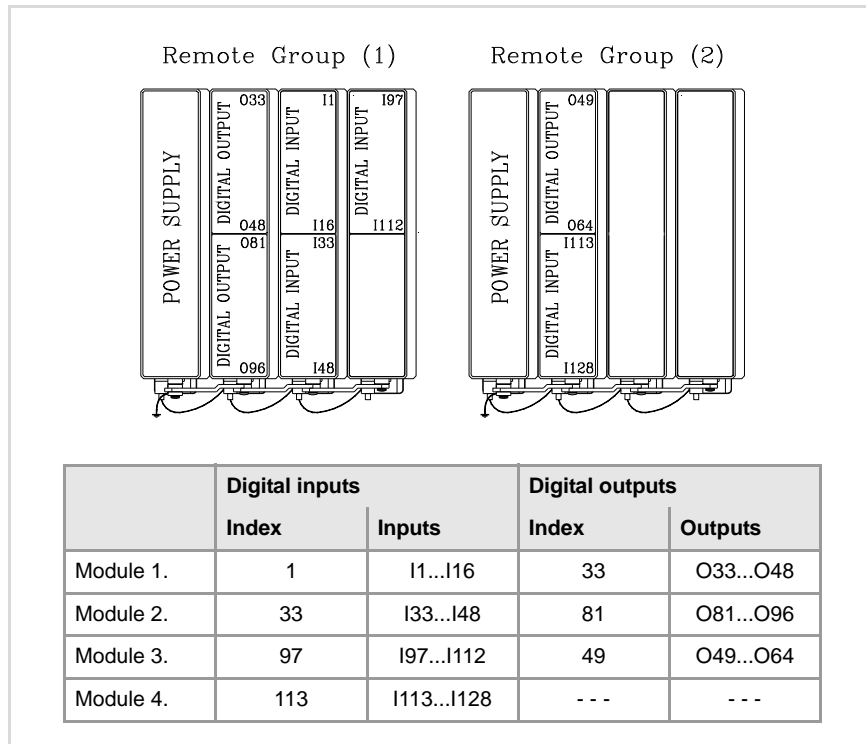 Remote Group (1)
Remote Group (2)
POWER SUPPLY
DIGITAL OUTPUT
O33
O48
DIGITAL OUTPUT
O81
O96
DIGITAL INPUT
I1
I16
DIGITAL INPUT
I33
I48
DIGITAL INPUT
I97
I112
POWER SUPPLY
DIGITAL OUTPUT
O49
O64
DIGITAL INPUT
I113
I128
Digital inputs Digital outputs
Index Inputs Index Outputs
Module 1. 1 I1...I16 33 O33...O48
Module 2. 33 I33...I48 81 O81...O96
Module 3. 97 I97...I112 49 O49...O64
Module 4. 113 I113...I128 - - - - - -